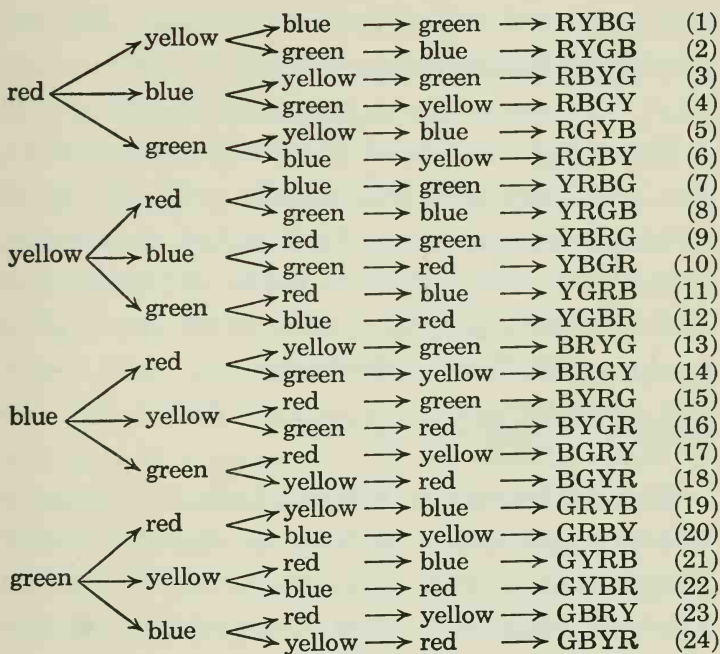 blue green RYBG (1)
yellow
green blue RYGB (2)
yellow green RBYG (3)
red blue
green yellow RBGY (4)
yellow blue RGYB (5)
green
blue yellow RGBY (6)
blue green YRBG (7)
red
green blue YRGB (8)
red green YBRG (9)
yellow blue
green red YBGR (10)
red blue YGRB (11)
green
blue red YGBR (12)
yellow green BRYG (13)
red
green yellow BRGY (14)
red green BYRG (15)
blue yellow
green red BYGR (16)
red yellow BGRY (17)
green
yellow red BGYR (18)
yellow blue GRYB (19)
red
blue yellow GRBY (20)
red blue GYRB (21)
green yellow
blue red GYBR (22)
red yellow GBRY (23)
blue
yellow red GBYR (24)